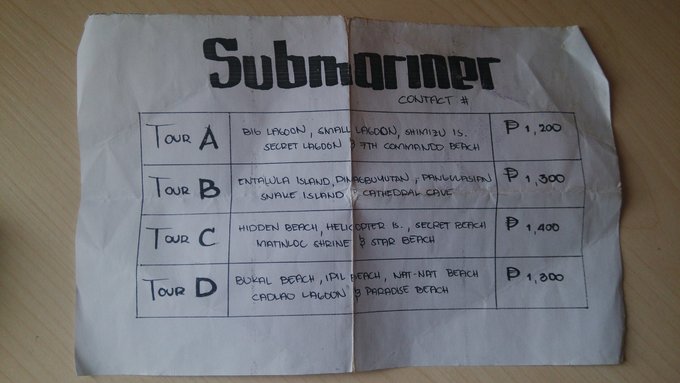 Submariner
CONTACT #
TOUR A
BIG LAGOON, SMALL LAGOON, SHIMIZU IS.
SECRET LAGOON & 7TH COMMANDO BEACH
₱ 1,200
TOUR B
ENTALULA ISLAND, PINAGBUYUTAN, PANGULASIAN
SNAKE ISLAND & CATHEDRAL CAVE
₱ 1,300
TOUR C
HIDDEN BEACH, HELICOPTER IS., SECRET BEACH
MATINLOC SHRINE & STAR BEACH
₱ 1,400
TOUR D
BUKAL BEACH, IPIL BEACH, NAT-NAT BEACH
CADLAO LAGOON & PARADISE BEACH
₱ 1,300